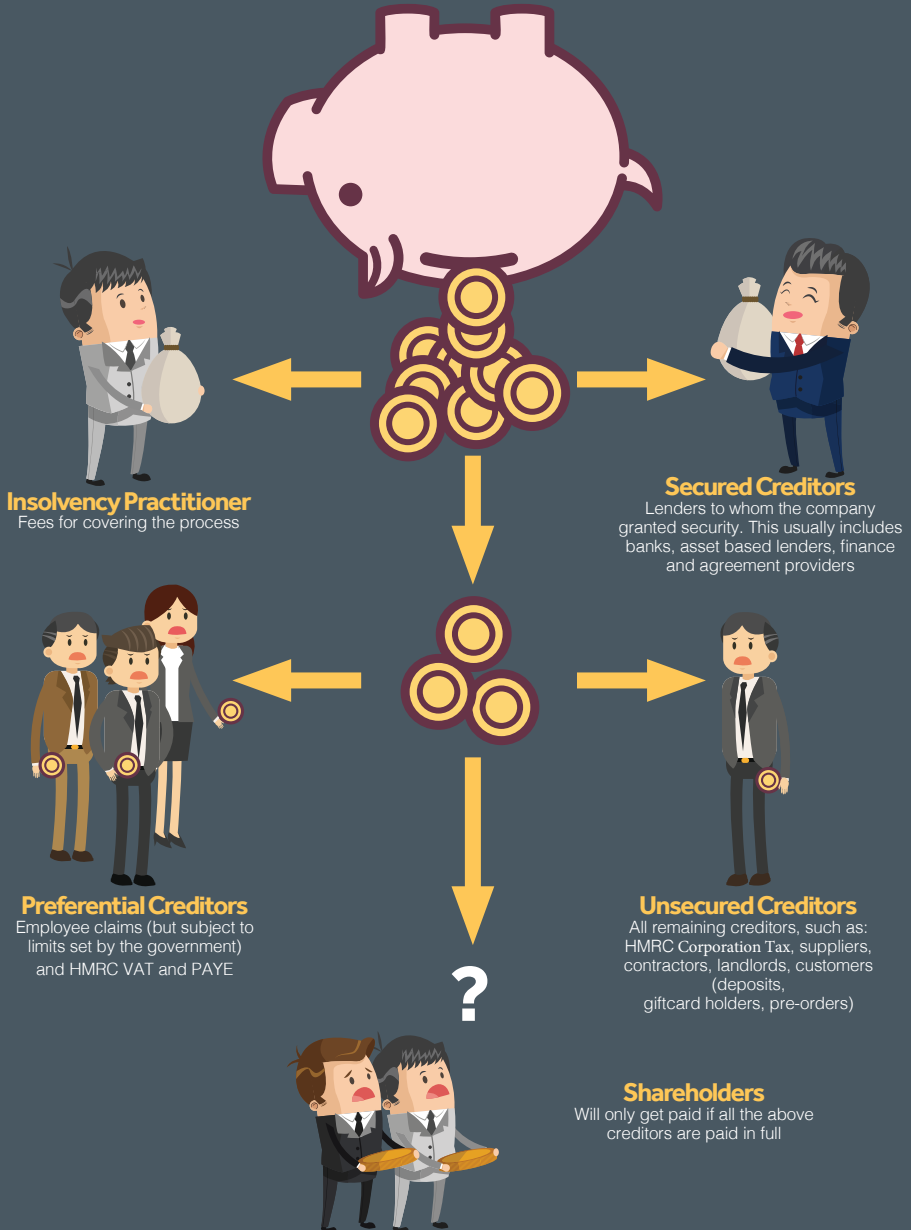 Insolvency Practitioner
Fees for covering the process
Secured Creditors
Lenders to whom the company
granted security. This usually includes
banks, asset based lenders, finance
and agreement providers
Preferential Creditors
Employee claims (but subject to
limits set by the government)
and HMRC VAT and PAYE
Unsecured Creditors
All remaining creditors, such as:
HMRC Corporation Tax, suppliers,
contractors, landlords, customers
(deposits,
giftcard holders, pre-orders)
?
Shareholders
Will only get paid if all the above
creditors are paid in full